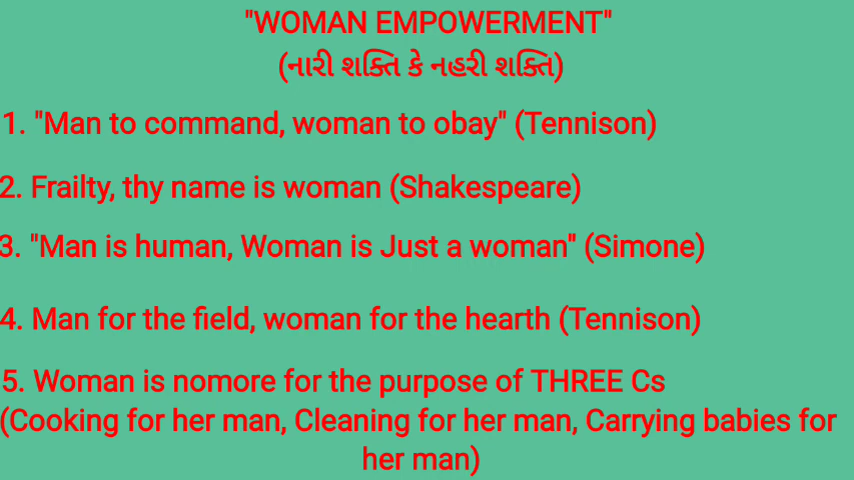 "WOMAN EMPOWERMENT"
(નારી શક્તિ કે નહરી શક્તિ)
1. "Man to command, woman to obay" (Tennison)
2. Frailty, thy name is woman (Shakespeare)
3. "Man is human, Woman is Just a woman" (Simone)
4. Man for the field, woman for the hearth (Tennison)
5. Woman is nomore for the purpose of THREE Cs
(Cooking for her man, Cleaning for her man, Carrying babies for
her man)